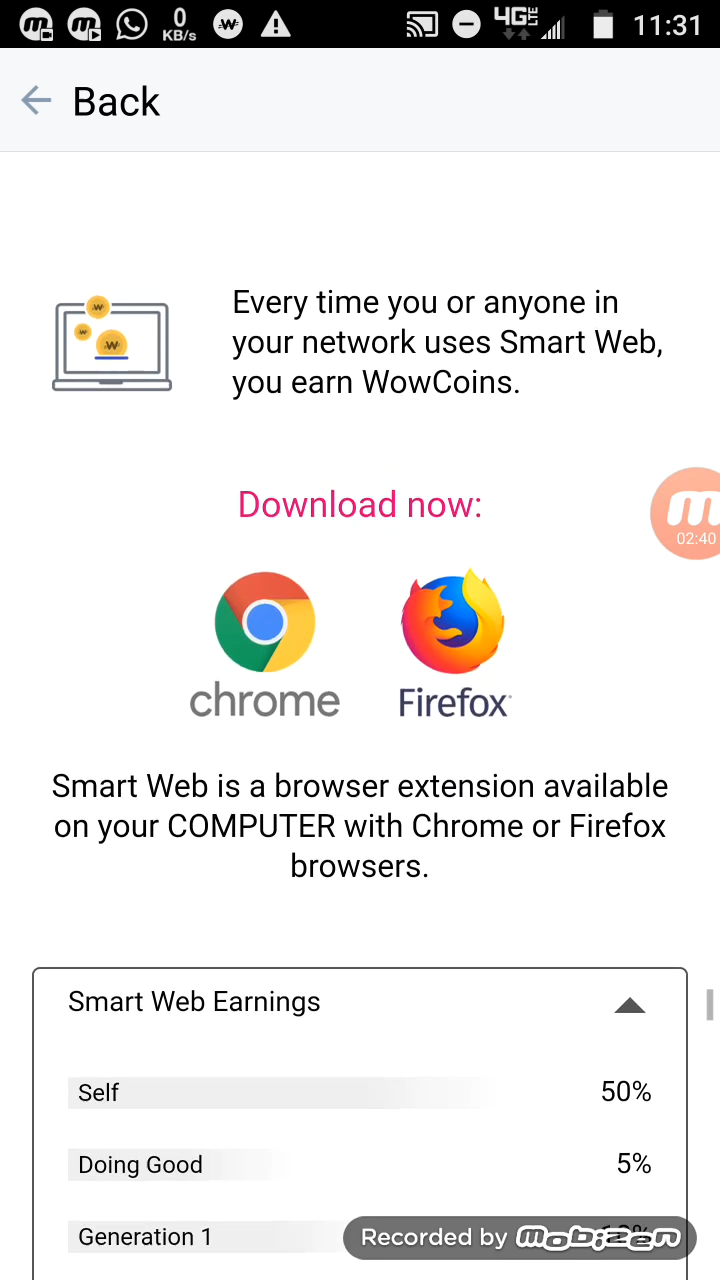 0
KB/s
4G LTE
11:31
Back
Every time you or anyone in
your network uses Smart Web,
you earn WowCoins.
Download now:
02:40
chrome
Firefox
Smart Web is a browser extension available
on your COMPUTER with Chrome or Firefox
browsers.
Smart Web Earnings
Self 50%
Doing Good 5%
Generation 1
Recorded by mobizen